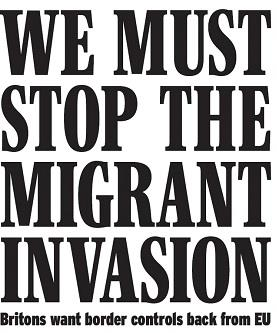 WE MUST
STOP THE
MIGRANT
INVASION
Britons want border controls back from EU